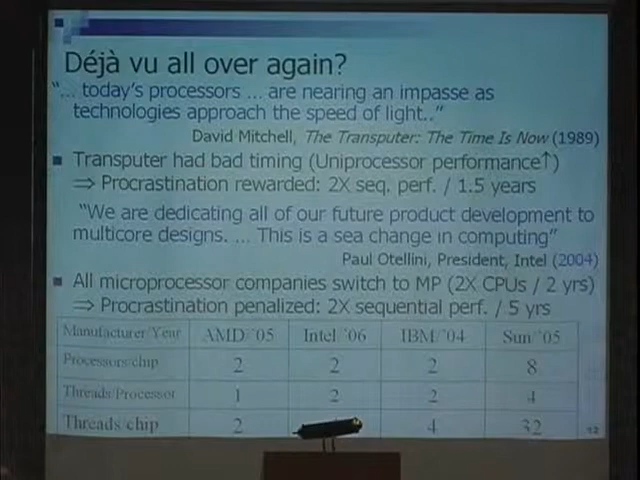 Déjà vu all over again?
"... today's processors ... are nearing an impasse as
technologies approach the speed of light.."
David Mitchell, The Transputer: The Time Is Now (1989)
■ Transputer had bad timing (Uniprocessor performance↑)
⇒ Procrastination rewarded: 2X seq. perf. / 1.5 years
"We are dedicating all of our future product development to
multicore designs. ... This is a sea change in computing"
Paul Otellini, President, Intel (2004)
■ All microprocessor companies switch to MP (2X CPUs / 2 yrs)
⇒ Procrastination penalized: 2X sequential perf. / 5 yrs
Manufacturer/Year AMD/'05 Intel/'06 IBM/'04 Sun/'05
Processors/chip 2 2 2 8
Threads/Processor 1 2 2 4
Threads/chip 2 4 32